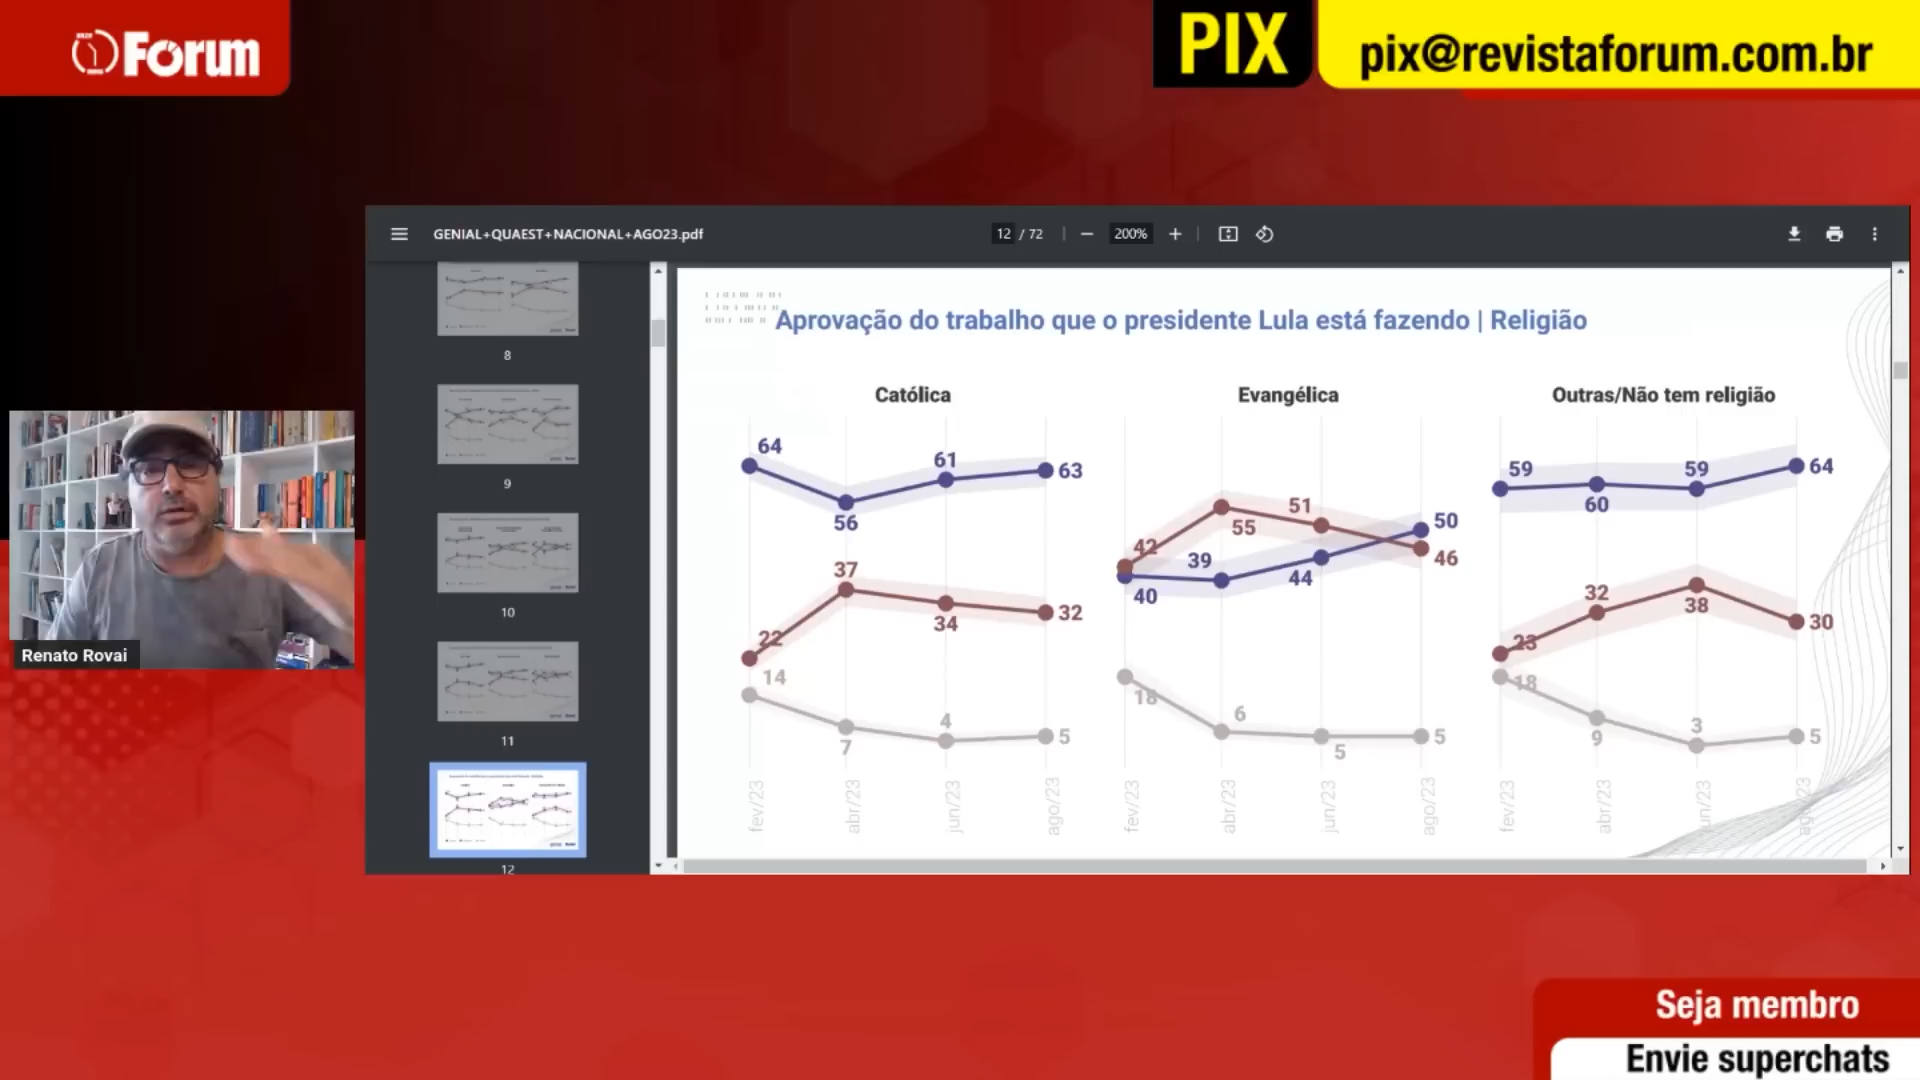 Forum
PIX
pix@revistaforum.com.br
GENIAL+QUAEST+NACIONAL+AGO23.pdf
12 / 72
200%
8
9
10
11
12
Aprovação do trabalho que o presidente Lula está fazendo | Religião
Católica
64
56
61
63
22
37
34
32
14
7
4
5
fev/23
abr/23
jun/23
ago/23
Evangélica
42
55
51
46
40
39
44
50
18
6
5
5
fev/23
abr/23
jun/23
ago/23
Outras/Não tem religião
59
60
59
64
23
32
38
30
18
9
3
5
fev/23
abr/23
jun/23
ago/23
Renato Rovai
Seja membro
Envie superchats